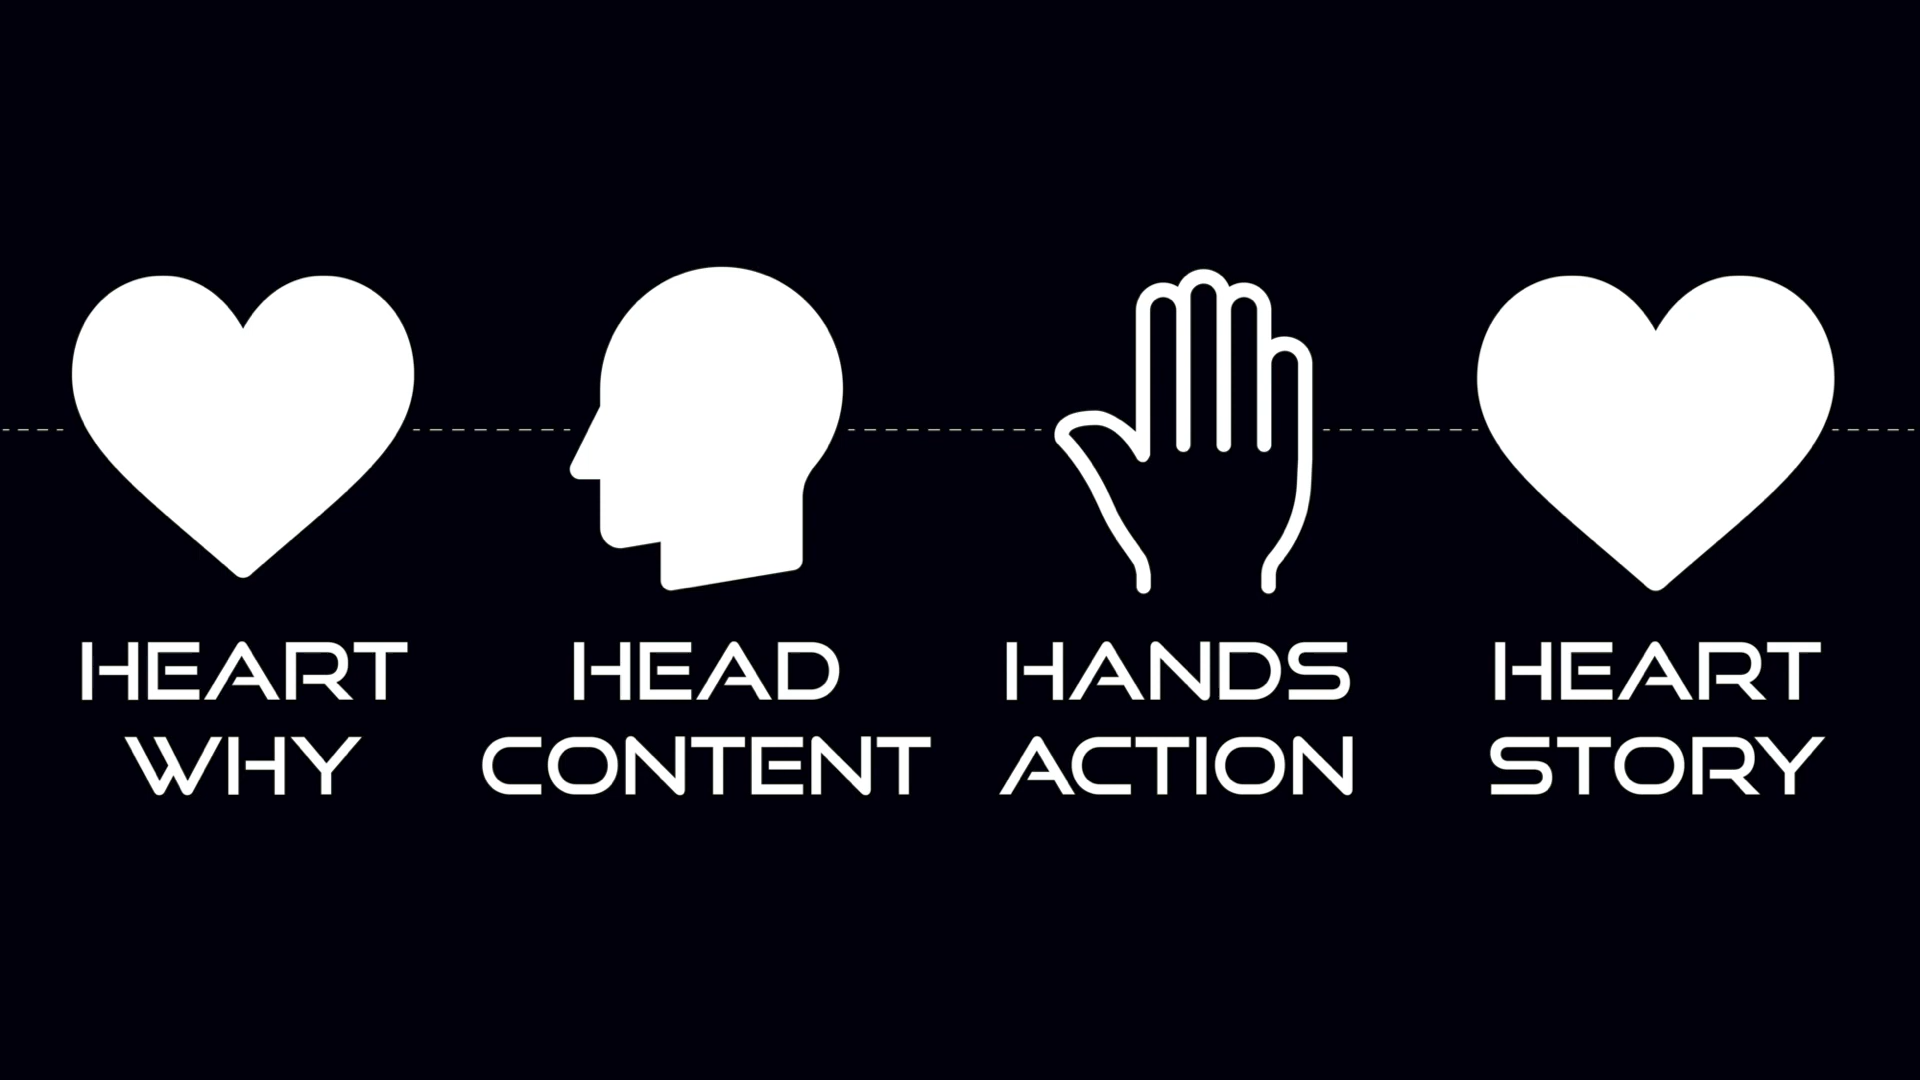 HEART
WHY
HEAD
CONTENT
HANDS
ACTION
HEART
STORY